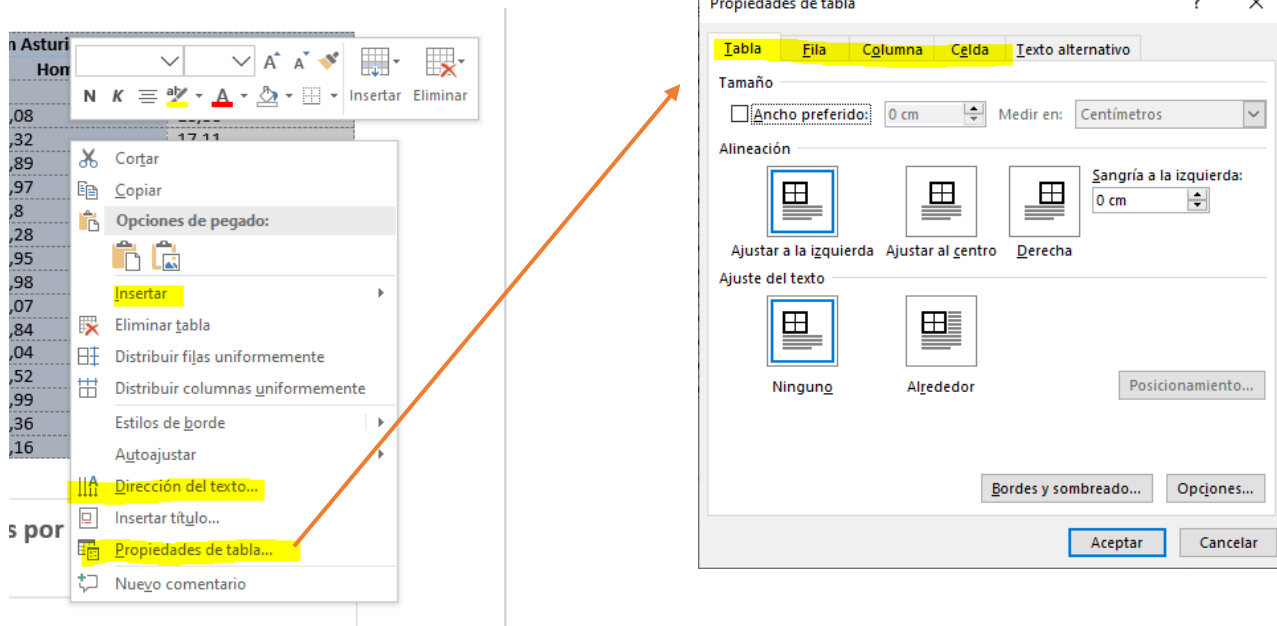 n Asturi
Hon
N K
Insertar Eliminar
,08
,32 17,11
,89
,97
,8
,28
,95
,98
,07
,84
,04
,52
,99
,36
,16
s por
Cortar
Copiar
Opciones de pegado:
Insertar
Eliminar tabla
Distribuir filas uniformemente
Distribuir columnas uniformemente
Estilos de borde
Autoajustar
Dirección del texto...
Insertar título...
Propiedades de tabla...
Nuevo comentario
Propiedades de tabla ? X
Tabla Fila Columna Celda Texto alternativo
Tamaño
Ancho preferido: 0 cm Medir en: Centímetros
Alineación
Sangría a la izquierda:
0 cm
Ajustar a la izquierda Ajustar al centro Derecha
Ajuste del texto
Ninguno Alrededor Posicionamiento...
Bordes y sombreado... Opciones...
Aceptar Cancelar